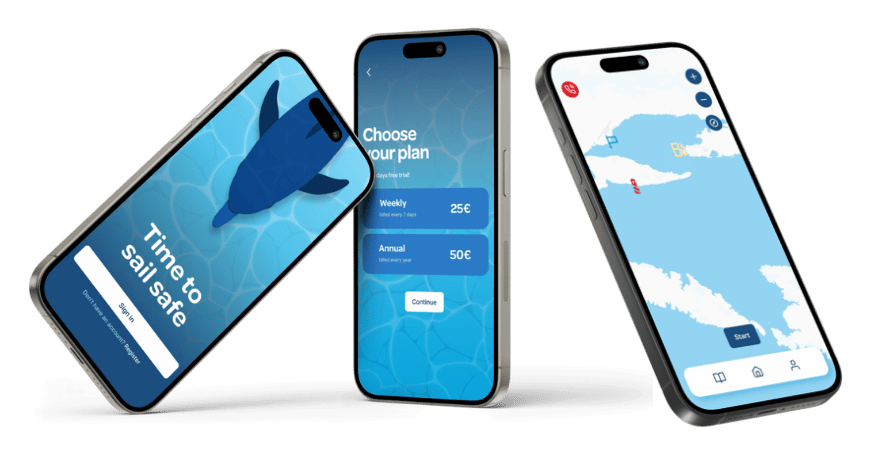 Time to
sail safe
Sign in
Don't have an account? Register
Choose
your plan
days free trial!
Weekly
billed every 7 days
25€
Annual
billed every year
50€
Continue
Start